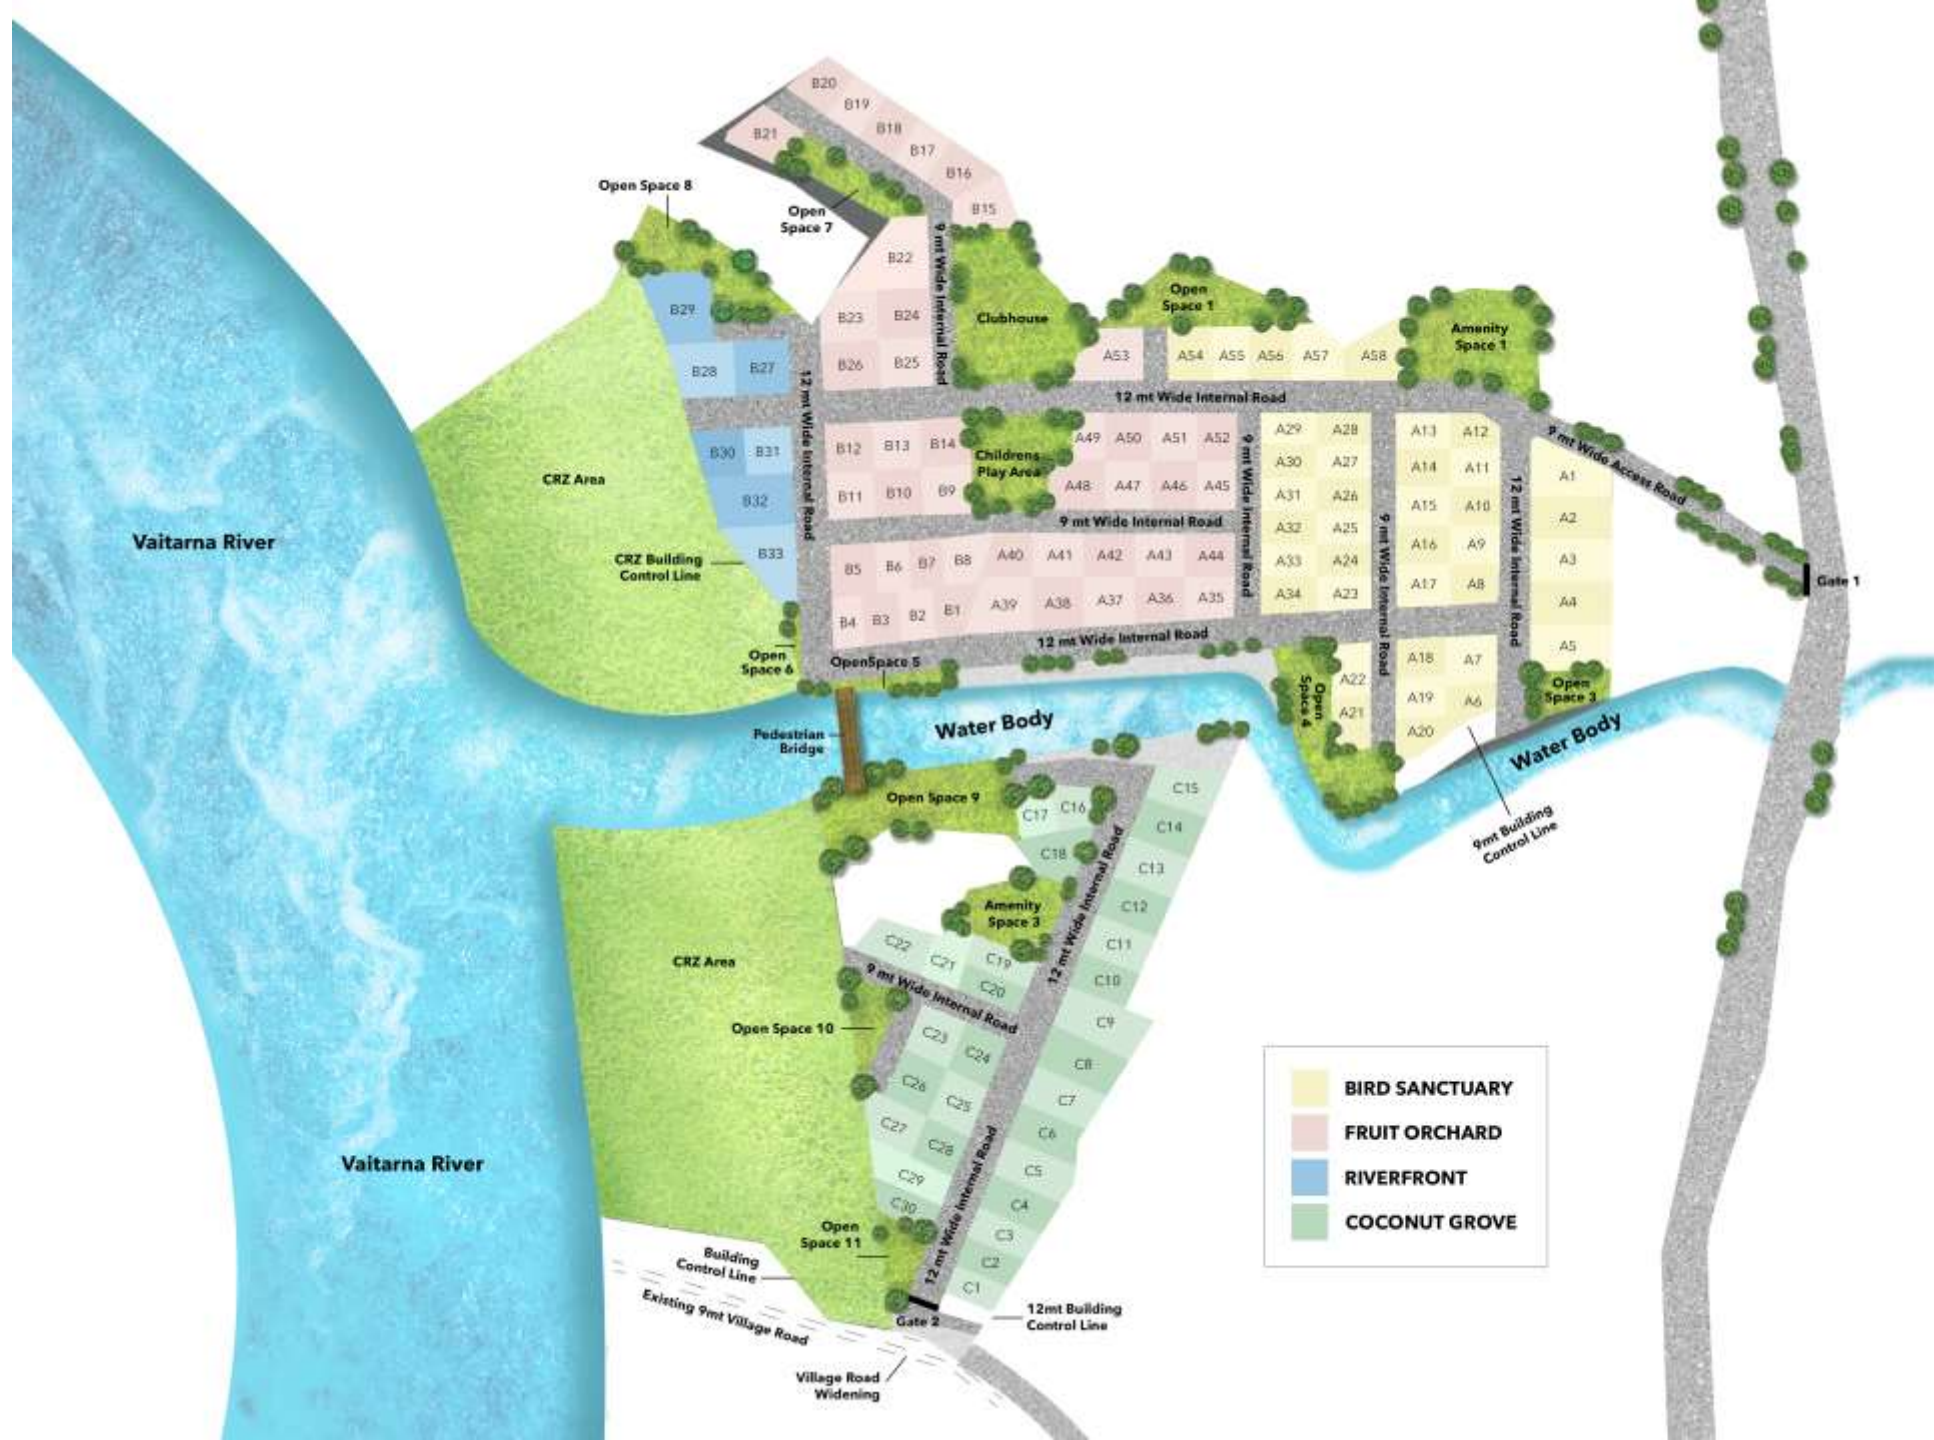 B20
B19
B21
B18
B17
B16
B15
Open Space 8
Open
Space 7
9 mt Wide Internal Road
B22
B29
B23
B24
B28
B27
B26
B25
Clubhouse
Open
Space 1
Amenity
Space 1
A53
A54
A55
A56
A57
A58
12 mt Wide Internal Road
12 mt Wide Internal Road
9 mt Wide Access Road
Gate 1
B30
B31
B32
B33
B12
B13
B14
B11
B10
B9
Childrens
Play Area
A49
A50
A51
A52
A48
A47
A46
A45
9 mt Wide Internal Road
9 mt Wide Internal Road
A29
A28
A30
A27
A31
A26
A32
A25
A33
A24
A34
A23
9 mt Wide Internal Road
A13
A12
A14
A11
A15
A10
A16
A9
A17
A8
12 mt Wide Internal Road
A1
A2
A3
A4
A5
CRZ Area
Vaitarna River
CRZ Building
Control Line
B5
B6
B7
B8
A40
A41
A42
A43
A44
B4
B3
B2
B1
A39
A38
A37
A36
A35
12 mt Wide Internal Road
Open
Space 6
OpenSpace 5
Open
Space 4
A22
A21
A18
A7
A19
A6
A20
Open
Space 3
Pedestrian
Bridge
Water Body
Water Body
9mt Building
Control Line
Open Space 9
C17
C16
C15
C14
C18
C13
12 mt Wide Internal Road
Amenity
Space 3
C12
C22
C21
C19
C11
C20
C10
CRZ Area
9 mt Wide Internal Road
Open Space 10
C23
C24
C9
C8
C26
C25
C7
C27
C28
C6
C29
C5
C30
C4
C3
C2
C1
12 mt Wide Internal Road
Vaitarna River
Open
Space 11
Building
Control Line
Existing 9mt Village Road
Gate 2
12mt Building
Control Line
Village Road
Widening
BIRD SANCTUARY
FRUIT ORCHARD
RIVERFRONT
COCONUT GROVE